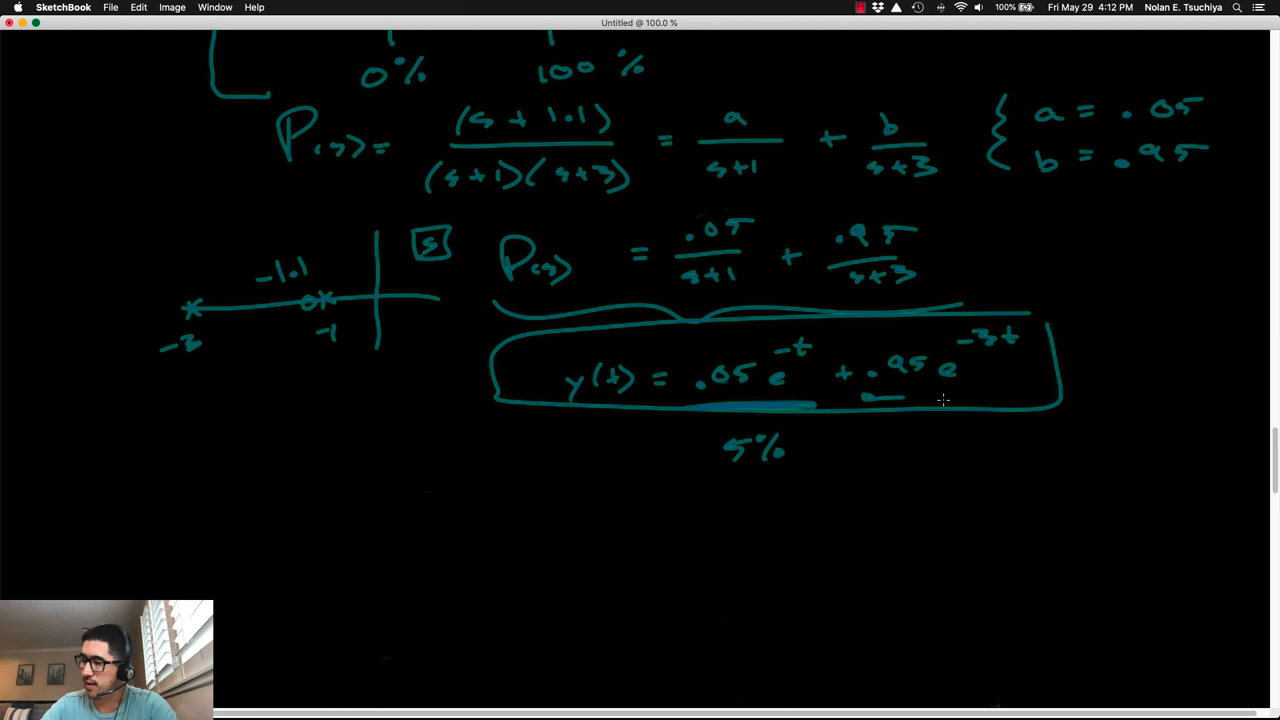 SketchBook File Edit Image Window Help 100% Fri May 29 4:12 PM Nolan E. Tsuchiya
Untitled @ 100.0 %
0% 100 %
P(s) = (s + 1.1) / (s+1)(s+3) = a / s+1 + b / s+3 { a = .05
b = .95
-1.1 s P(s) = .05 / s+1 + .95 / s+3
-3 -1
y(t) = .05 e^-t + .95 e^-3t
5%